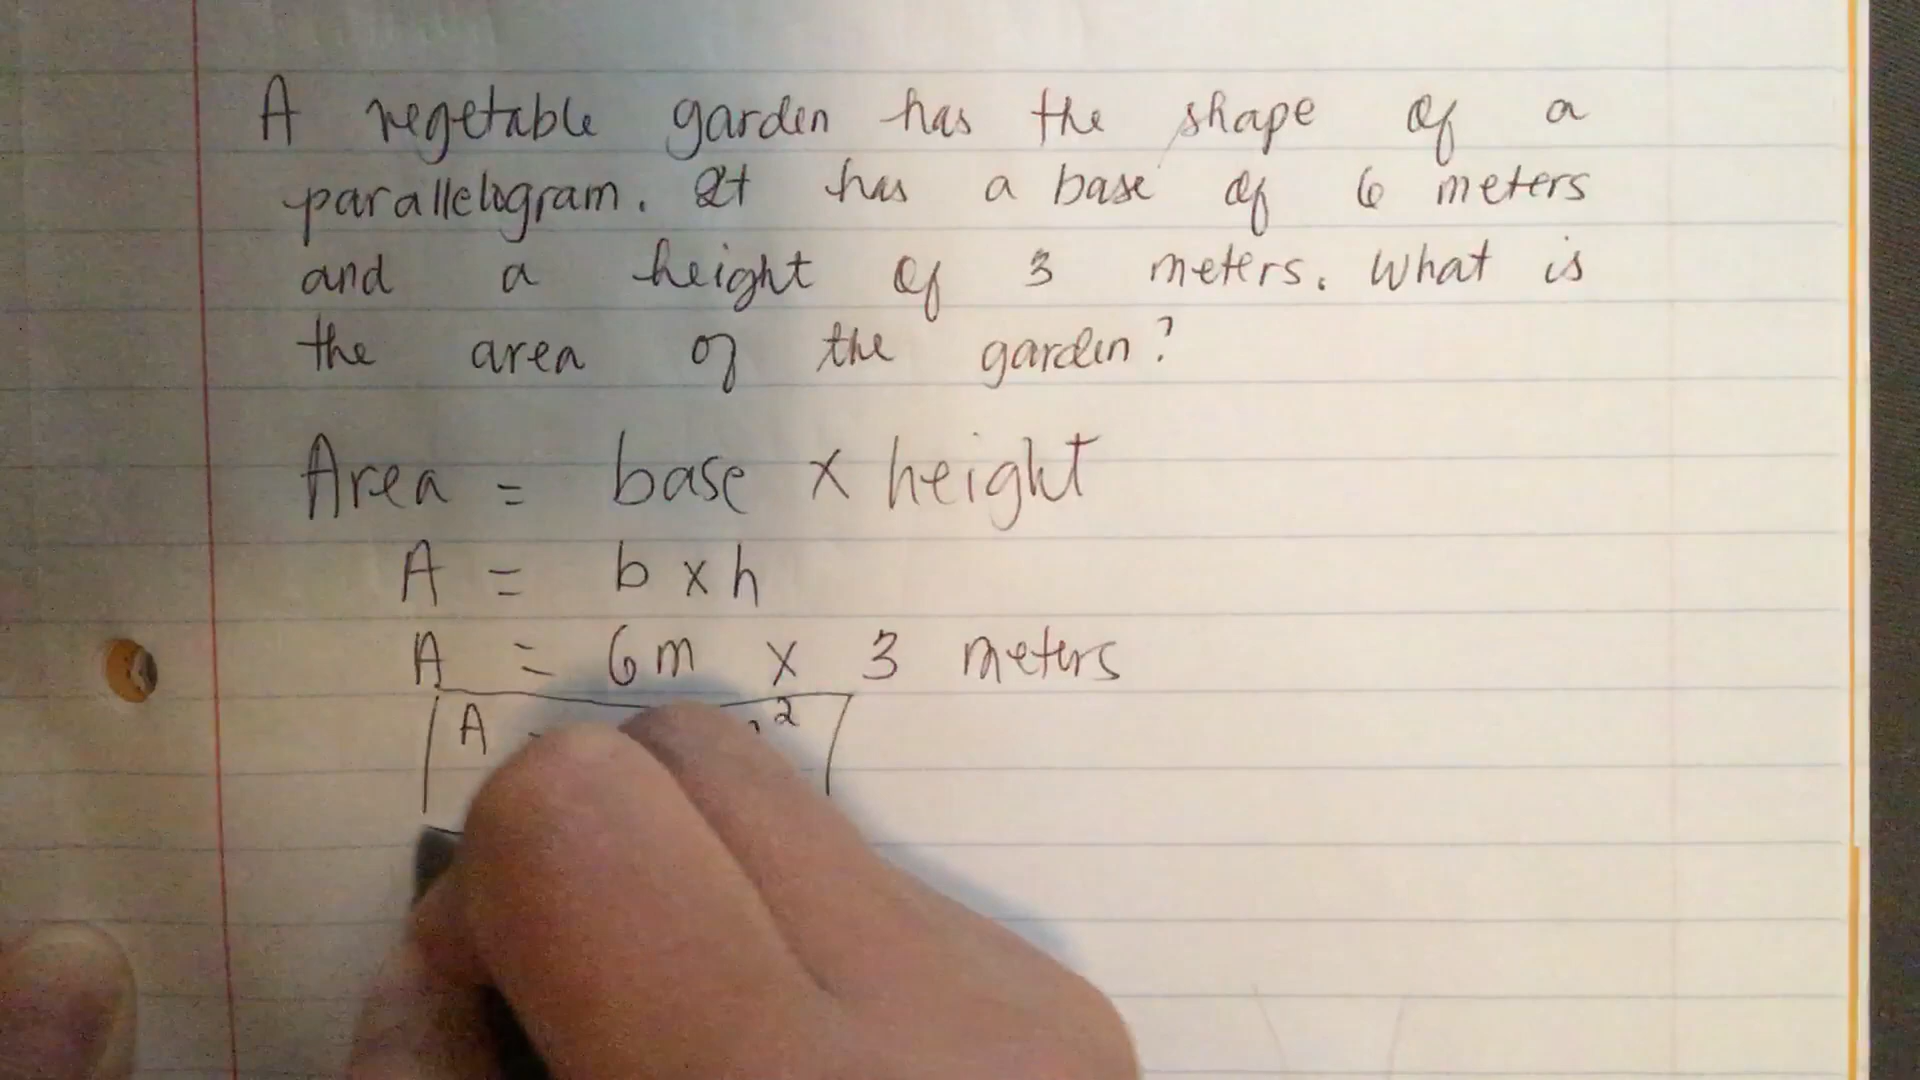 A vegetable garden has the shape of a
parallelogram. It has a base of 6 meters
and a height of 3 meters. What is
the area of the garden?
Area = base x height
A = b x h
A = 6m x 3 meters
A 2